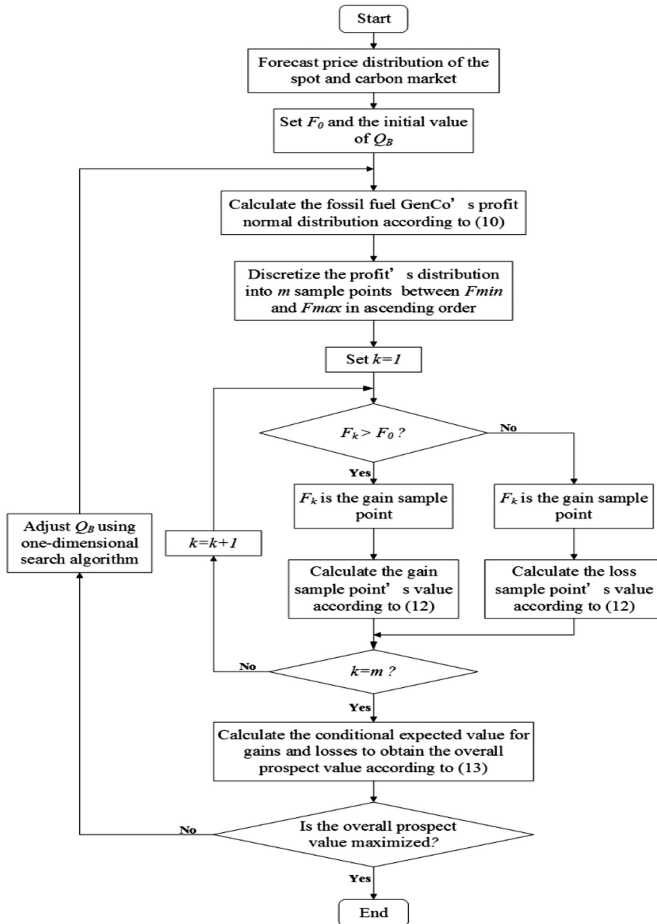 Start
Forecast price distribution of the
spot and carbon market
Set F0 and the initial value
of QB
Calculate the fossil fuel GenCo’ s profit
normal distribution according to (10)
Discretize the profit’ s distribution
into m sample points between Fmin
and Fmax in ascending order
Set k=1
Fk > F0 ?
No
Yes
Fk is the gain sample
point
Fk is the gain sample
point
Adjust QB using
one-dimensional
search algorithm
k=k+1
Calculate the gain
sample point’ s value
according to (12)
Calculate the loss
sample point’ s value
according to (12)
No
k=m ?
Yes
Calculate the conditional expected value for
gains and losses to obtain the overall
prospect value according to (13)
No
Is the overall prospect
value maximized?
Yes
End